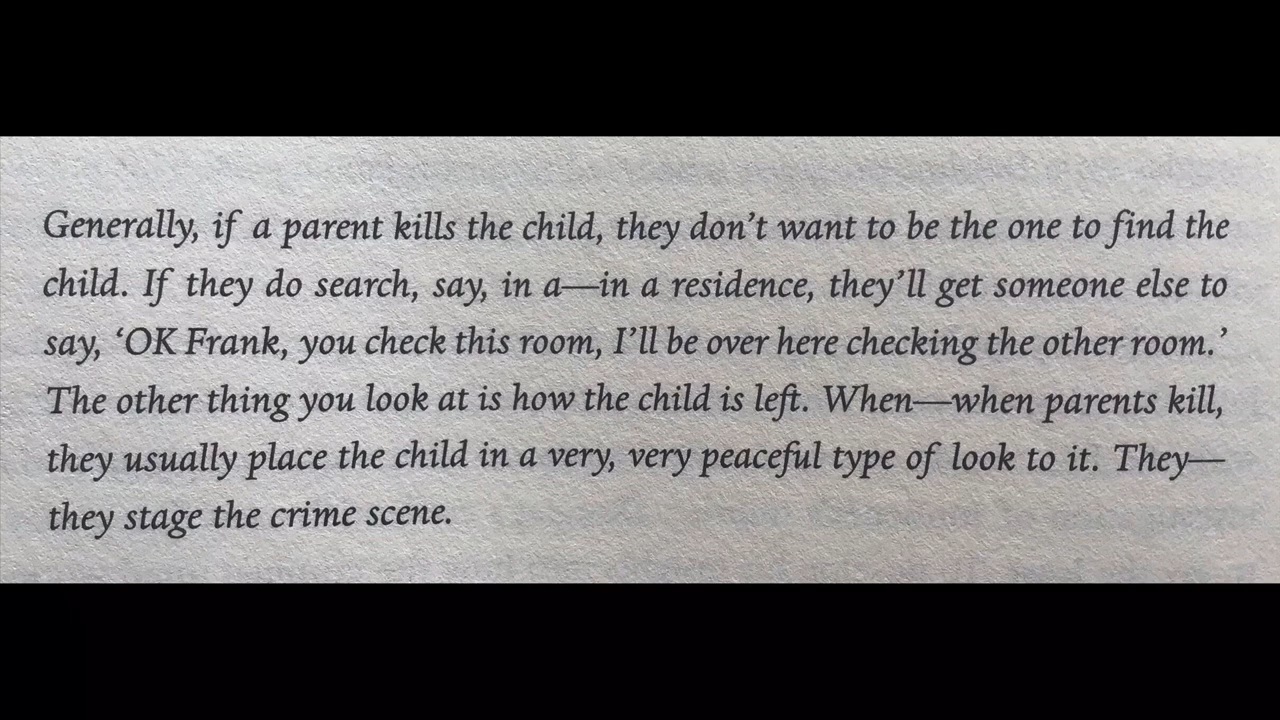 Generally, if a parent kills the child, they don’t want to be the one to find the
child. If they do search, say, in a—in a residence, they’ll get someone else to
say, ‘OK Frank, you check this room, I’ll be over here checking the other room.’
The other thing you look at is how the child is left. When—when parents kill,
they usually place the child in a very, very peaceful type of look to it. They—
they stage the crime scene.